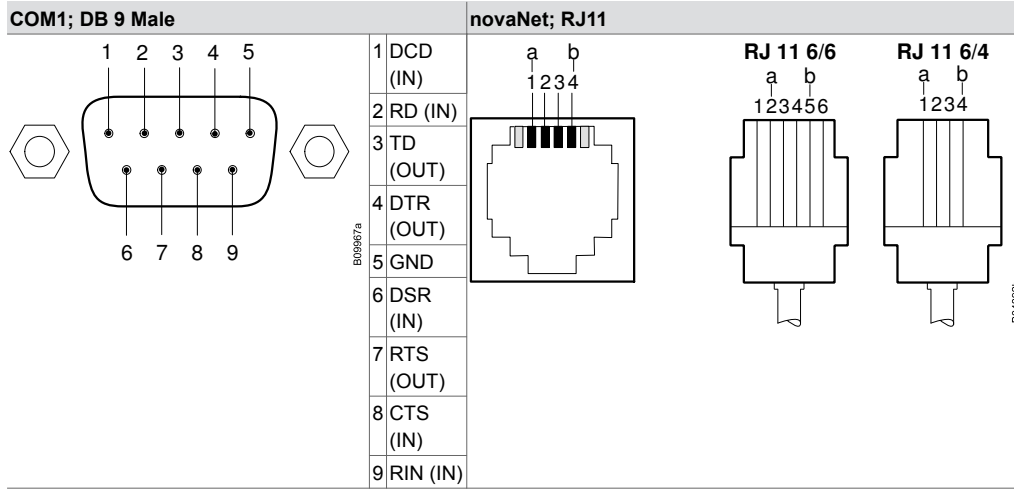 COM1; DB 9 Male
novaNet; RJ11
1 2 3 4 5
6 7 8 9
B09967a
1 DCD
(IN)
2 RD (IN)
3 TD
(OUT)
4 DTR
(OUT)
5 GND
6 DSR
(IN)
7 RTS
(OUT)
8 CTS
(IN)
9 RIN (IN)
a b
1234
RJ 11 6/6
a b
123456
RJ 11 6/4
a b
1234